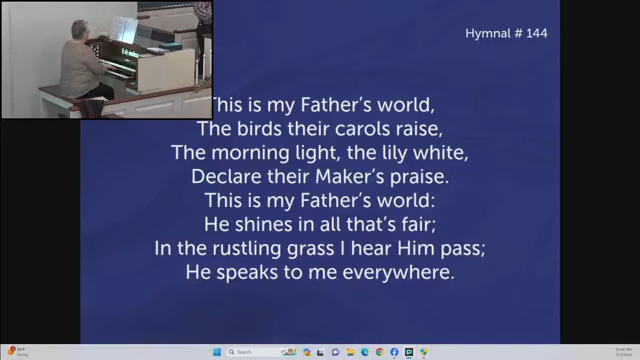 Hymnal # 144
This is my Father's world,
The birds their carols raise,
The morning light, the lily white,
Declare their Maker's praise.
This is my Father's world:
He shines in all that's fair;
In the rustling grass I hear Him pass;
He speaks to me everywhere.
Search